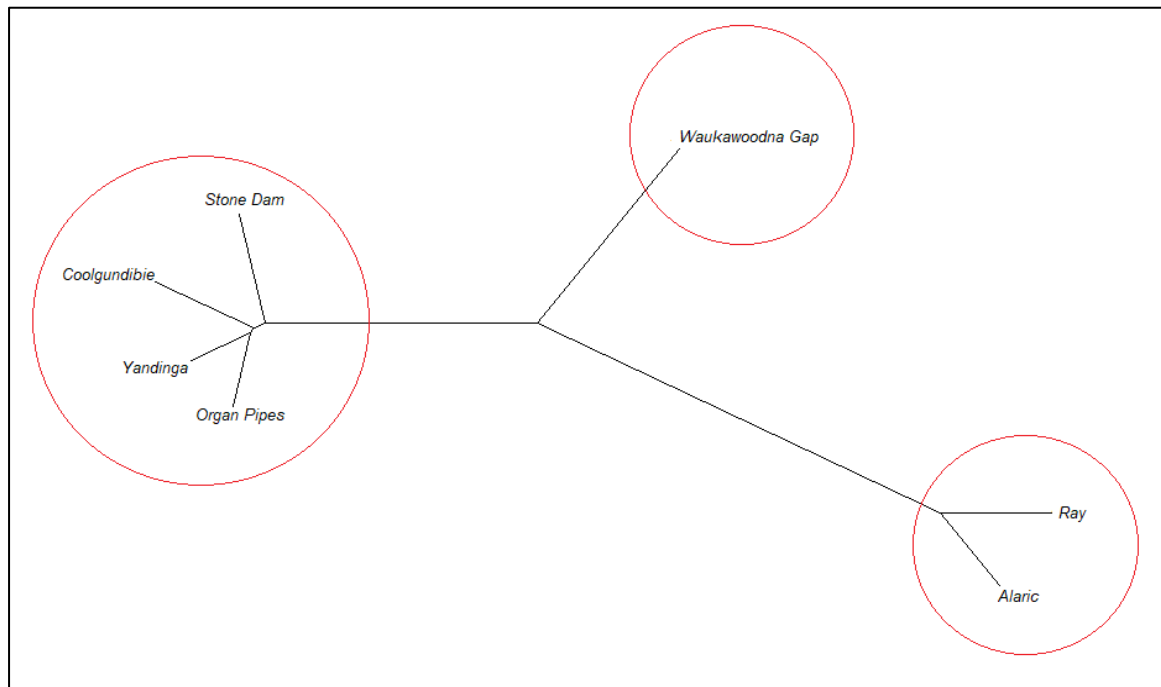 Waukawoodna Gap
Stone Dam
Coolgundibie
Yandinga
Organ Pipes
Ray
Alaric